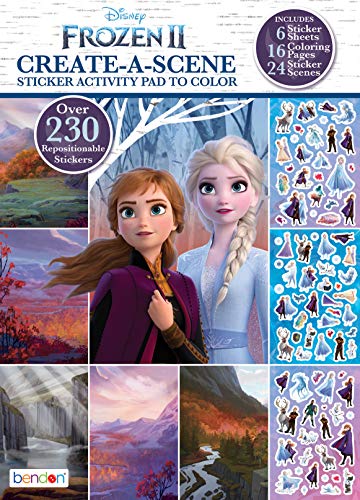 Disney
FROZEN II
CREATE-A-SCENE
STICKER ACTIVITY PAD TO COLOR
INCLUDES
6 Sticker Sheets
16 Coloring Pages
24 Sticker Scenes
Over
230
Repositionable
Stickers
bendon®